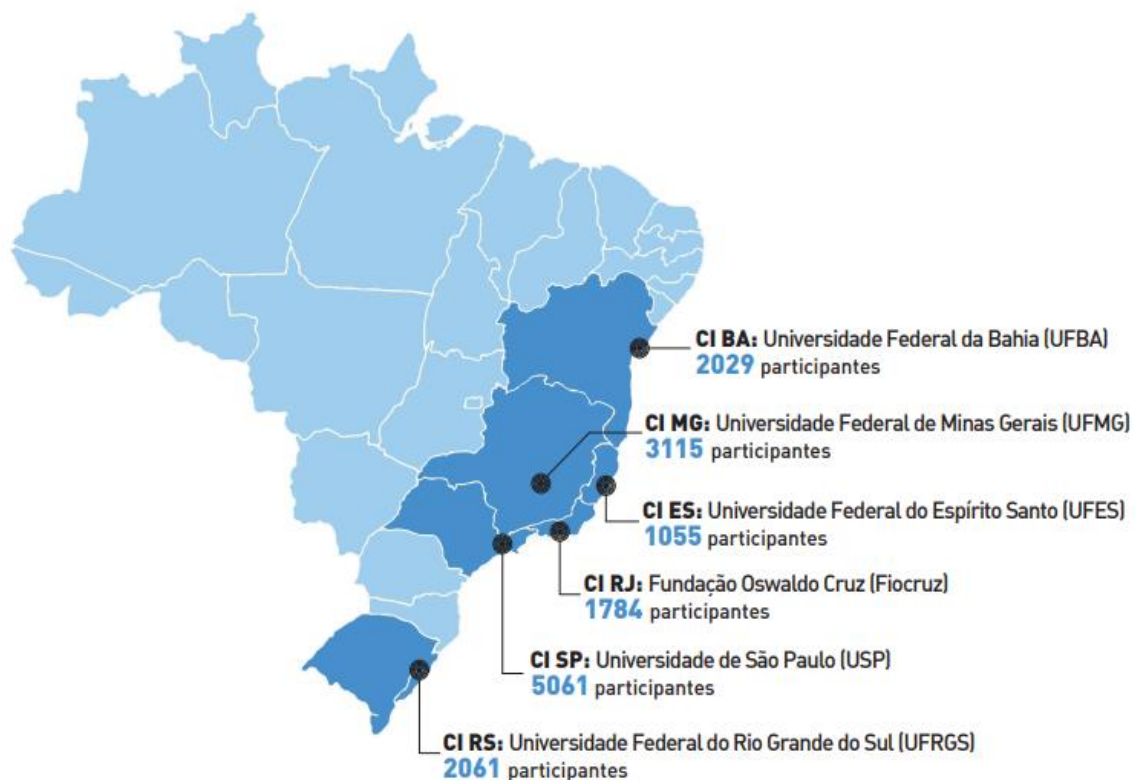 CI BA: Universidade Federal da Bahia (UFBA)
2029 participantes
CI MG: Universidade Federal de Minas Gerais (UFMG)
3115 participantes
CI ES: Universidade Federal do Espírito Santo (UFES)
1055 participantes
CI RJ: Fundação Oswaldo Cruz (Fiocruz)
1784 participantes
CI SP: Universidade de São Paulo (USP)
5061 participantes
CI RS: Universidade Federal do Rio Grande do Sul (UFRGS)
2061 participantes